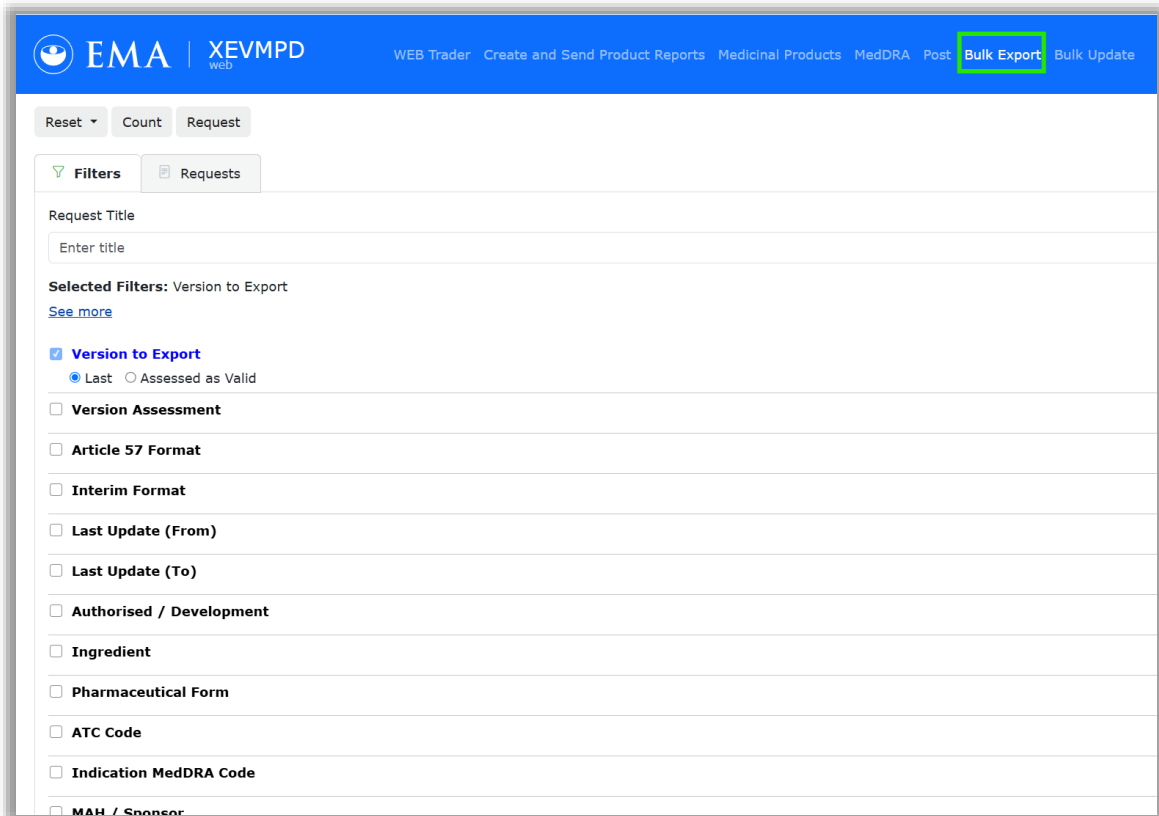 EMA XEVMPD web WEB Trader Create and Send Product Reports Medicinal Products MedDRA Post Bulk Export Bulk Update
Reset Count Request
Filters Requests
Request Title
Enter title
Selected Filters: Version to Export
See more
Version to Export
Last Assessed as Valid
Version Assessment
Article 57 Format
Interim Format
Last Update (From)
Last Update (To)
Authorised / Development
Ingredient
Pharmaceutical Form
ATC Code
Indication MedDRA Code
MAH / Sponsor